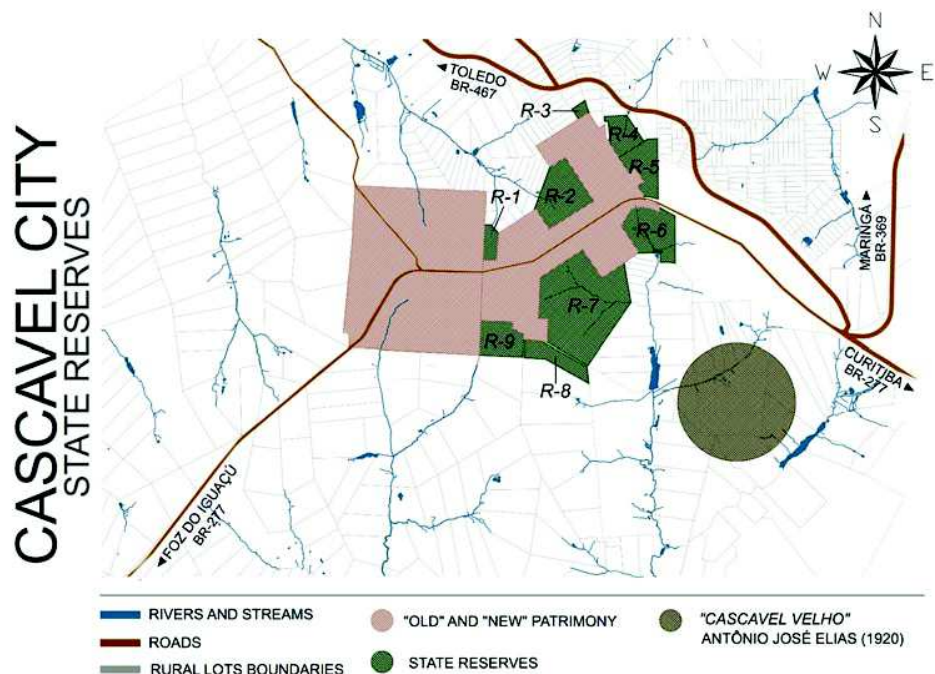 CASCAVEL CITY
STATE RESERVES
N
W
E
S
TOLEDO
BR-467
R-3
R-4
R-5
R-1
R-2
R-6
MARINGÁ
BR-369
R-7
R-9
R-8
CURITIBA
BR-277
FOZ DO IGUAÇÚ
BR-277
RIVERS AND STREAMS
ROADS
RURAL LOTS BOUNDARIES
"OLD" AND "NEW" PATRIMONY
STATE RESERVES
"CASCAVEL VELHO"
ANTÔNIO JOSÉ ELIAS (1920)